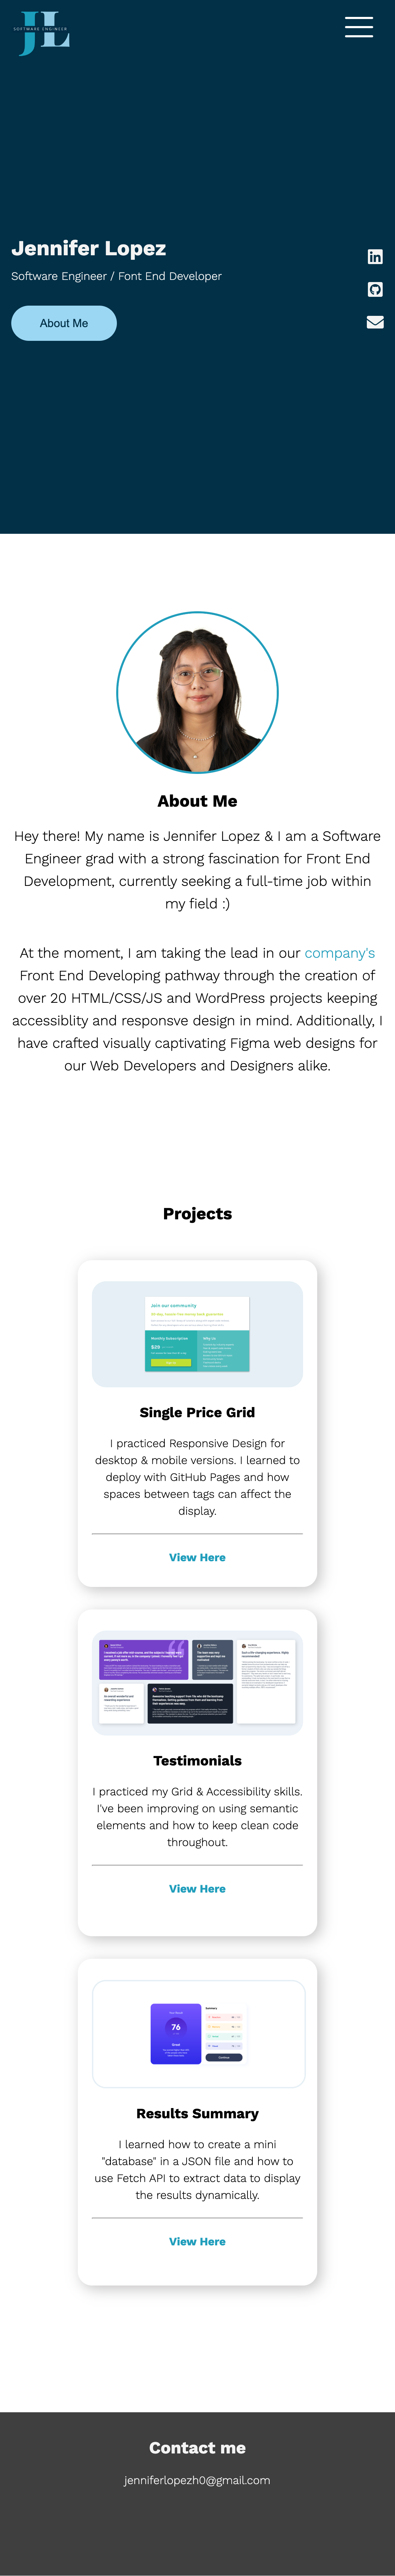 JL
SOFTWARE ENGINEER
Jennifer Lopez
Software Engineer / Font End Developer
About Me
About Me
Hey there! My name is Jennifer Lopez & I am a Software
Engineer grad with a strong fascination for Front End
Development, currently seeking a full-time job within
my field :)
At the moment, I am taking the lead in our company's
Front End Developing pathway through the creation of
over 20 HTML/CSS/JS and WordPress projects keeping
accessiblity and responsve design in mind. Additionally, I
have crafted visually captivating Figma web designs for
our Web Developers and Designers alike.
Projects
Join our community
Monthly Subscription
$29
Why Us
Single Price Grid
I practiced Responsive Design for
desktop & mobile versions. I learned to
deploy with GitHub Pages and how
spaces between tags can affect the
display.
View Here
Testimonials
I practiced my Grid & Accessibility skills.
I've been improving on using semantic
elements and how to keep clean code
throughout.
View Here
76
Summary
Results Summary
I learned how to create a mini
"database" in a JSON file and how to
use Fetch API to extract data to display
the results dynamically.
View Here
Contact me
jenniferlopezh0@gmail.com